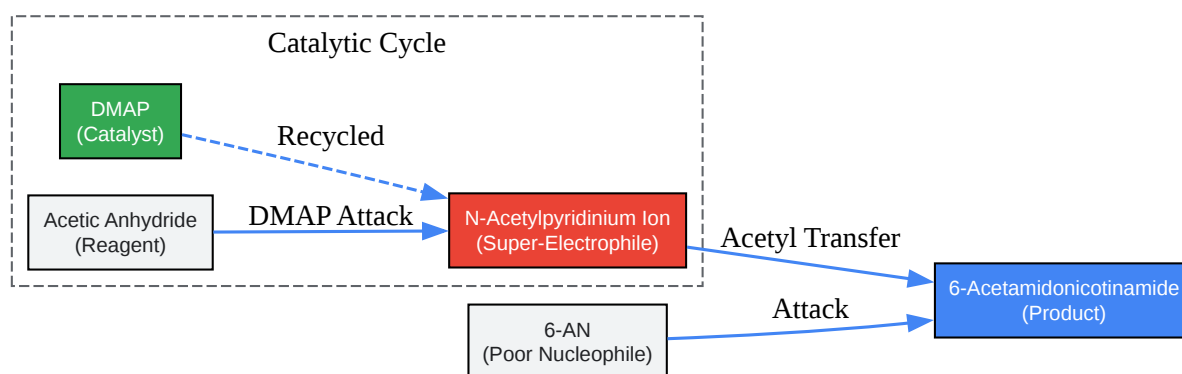 Catalytic Cycle
DMAP
(Catalyst)
Recycled
Acetic Anhydride
(Reagent)
DMAP Attack
N-Acetylpyridinium Ion
(Super-Electrophile)
Acetyl Transfer
6-Acetamidonicotinamide
(Product)
Attack
6-AN
(Poor Nucleophile)